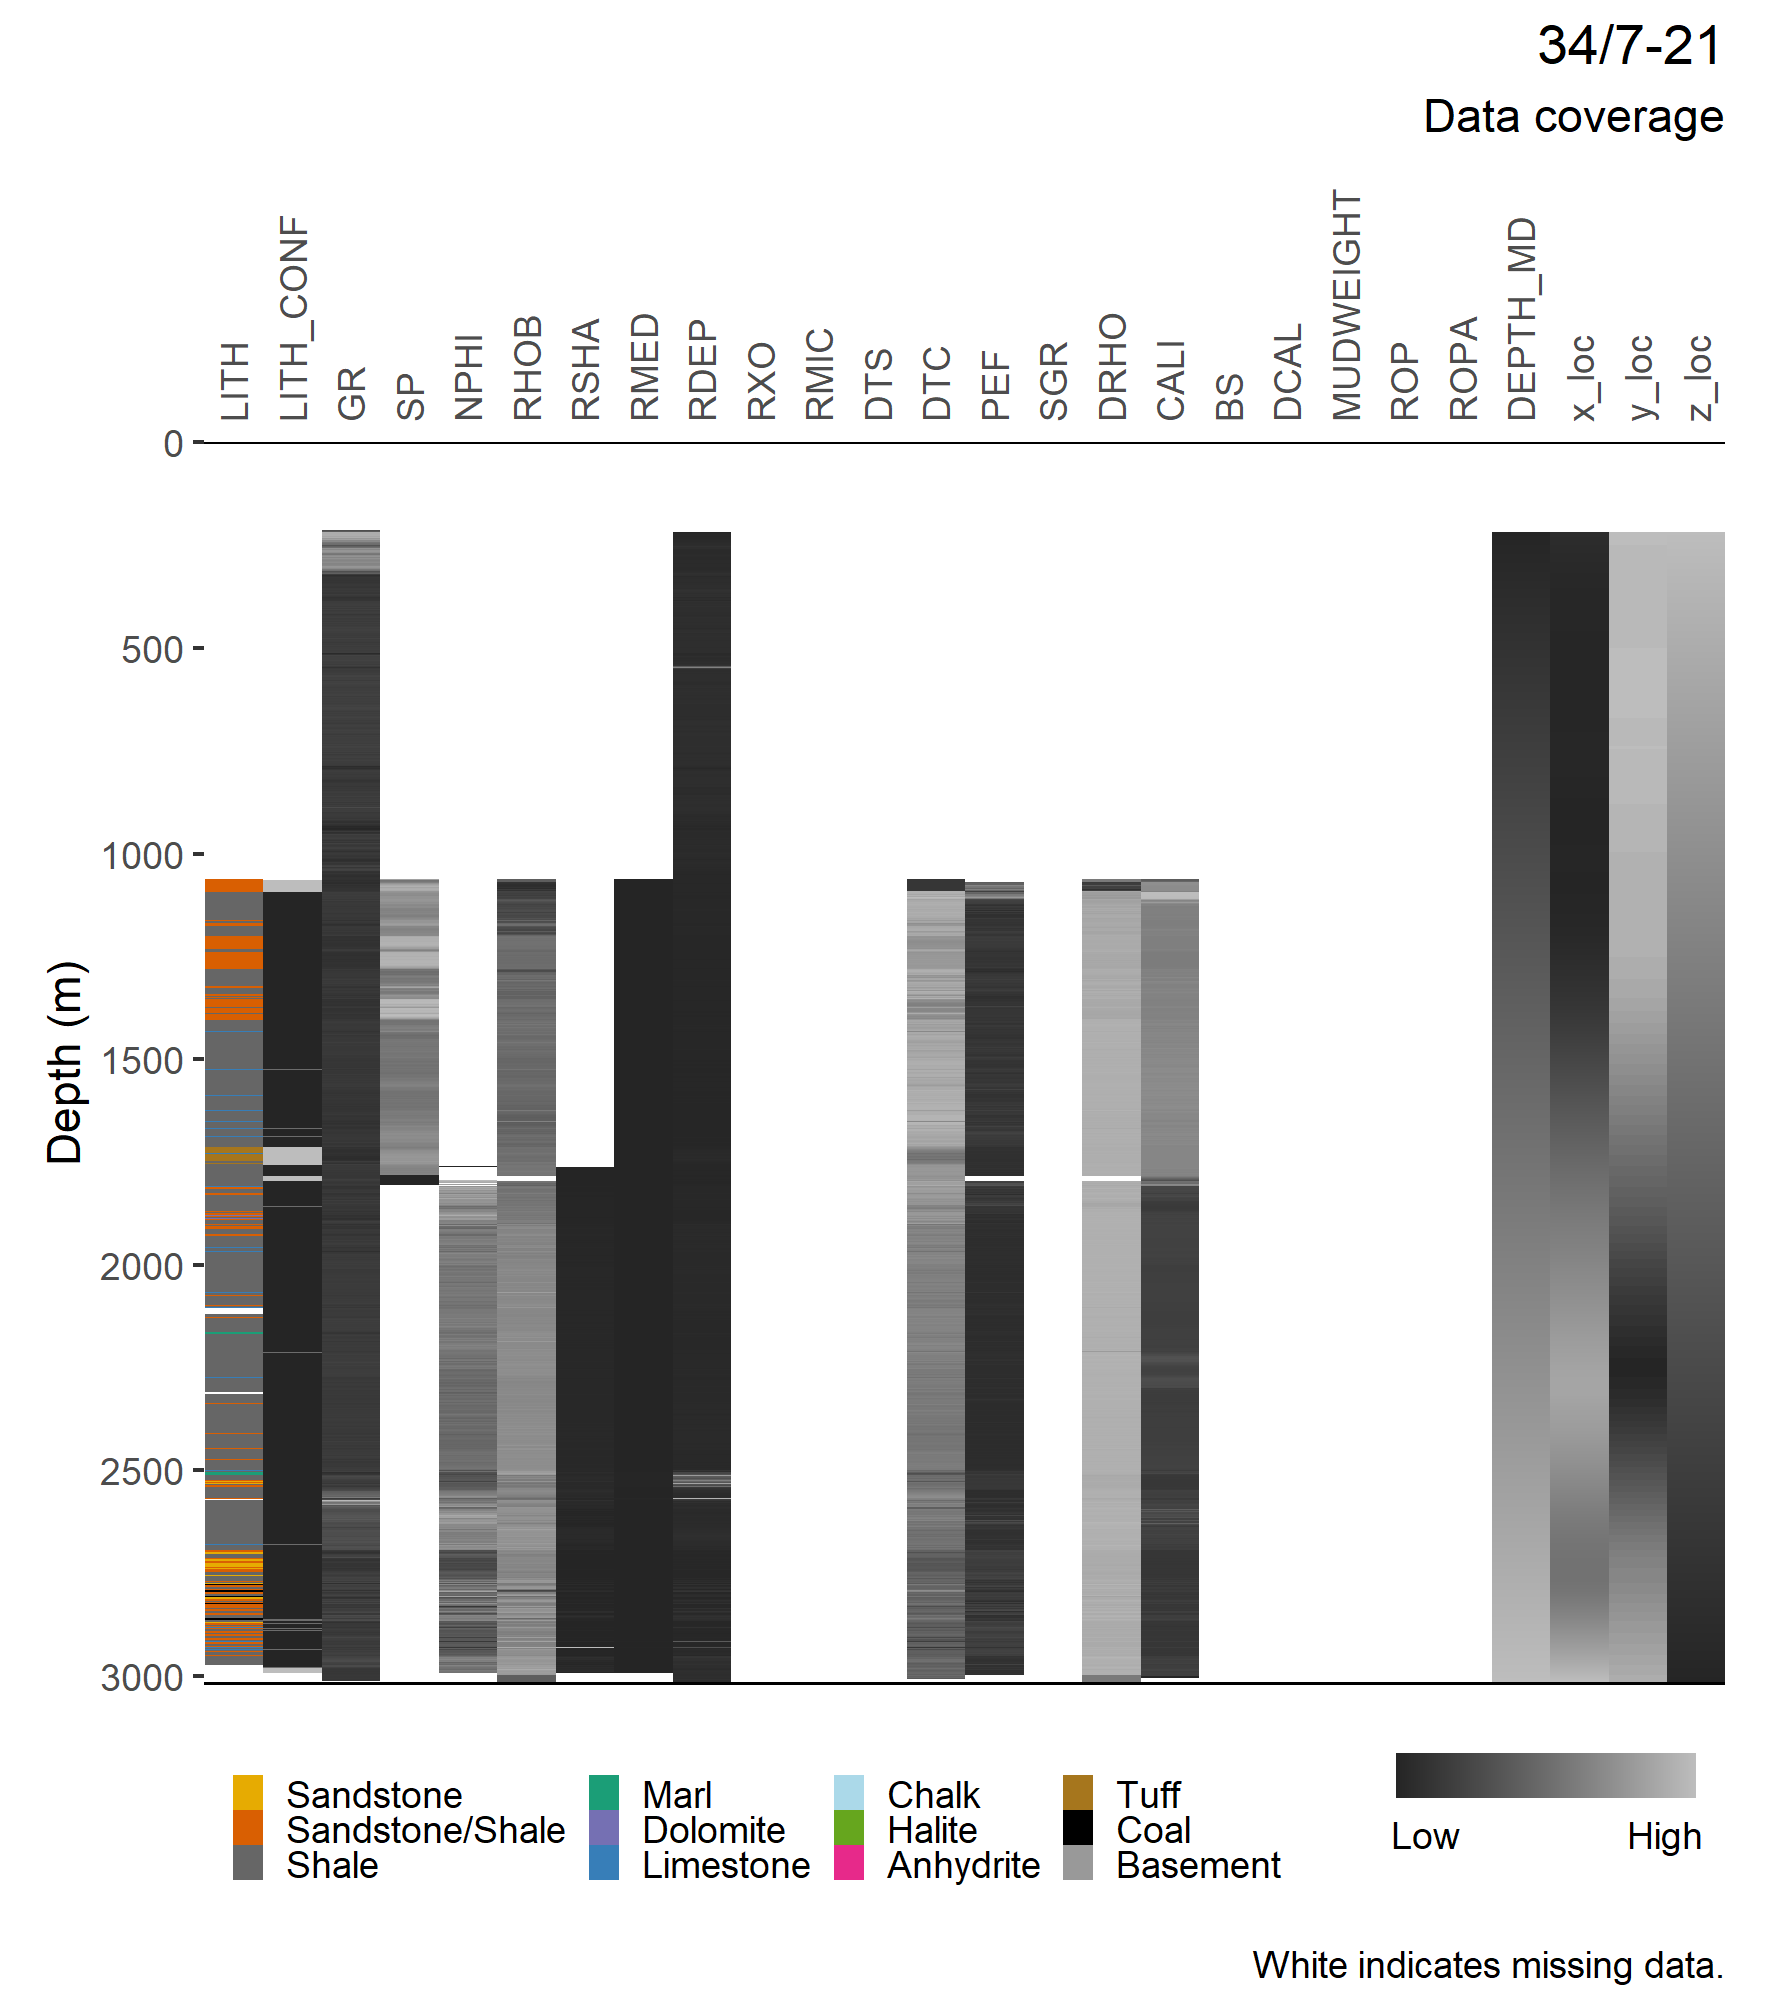 34/7-21
Data coverage
LITH
LITH_CONF
GR
SP
NPHI
RHOB
RSHA
RMED
RDEP
RXO
RMIC
DTS
DTC
PEF
SGR
DRHO
CALI
BS
DCAL
MUDWEIGHT
ROP
ROPA
DEPTH_MD
x_loc
y_loc
z_loc
Depth (m)
0
500
1000
1500
2000
2500
3000
Sandstone
Sandstone/Shale
Shale
Marl
Dolomite
Limestone
Chalk
Halite
Anhydrite
Tuff
Coal
Basement
Low
High
White indicates missing data.